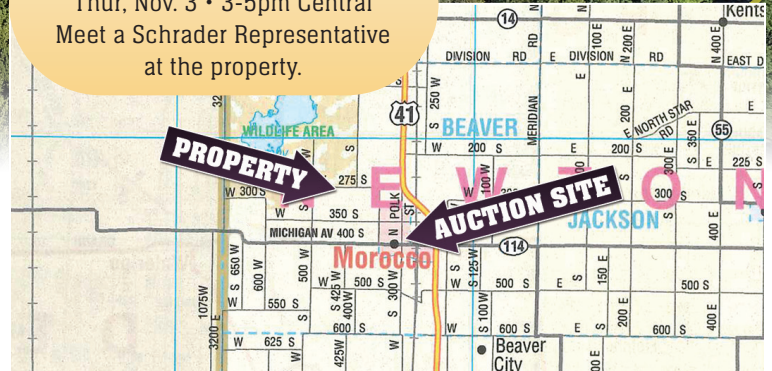 Thur, Nov. 3 • 3-5pm Central
Meet a Schrader Representative
at the property.
14
DIVISION RD E DIVISION RD EAST D
RD
100 E
N 200 E
N 400 E
41
S 250 W
BEAVER
MERIDIAN
200 E
E NORTH STAR RD
350 E
55
WILDLIFE AREA
W 200 S E 200 S
S E 225 S
PROPERTY
275 S
E W T O N
W 300 S
100 W
300 E
300 S
AUCTION SITE
W 350 S
N POLK ST
JACKSON
400 E
MICHIGAN AV 400 S
114
Morocco
1075W
S 650 W
600 W
500 W
W 500 S
S 425 W
400W
S 300 W
S 125 W
500 S E
150 E
500 S
W 550 S
600 S
W
S 100 W
600 S E
200 E
600 S
400 E
3200 E
W 625 S
425W
Beaver
City